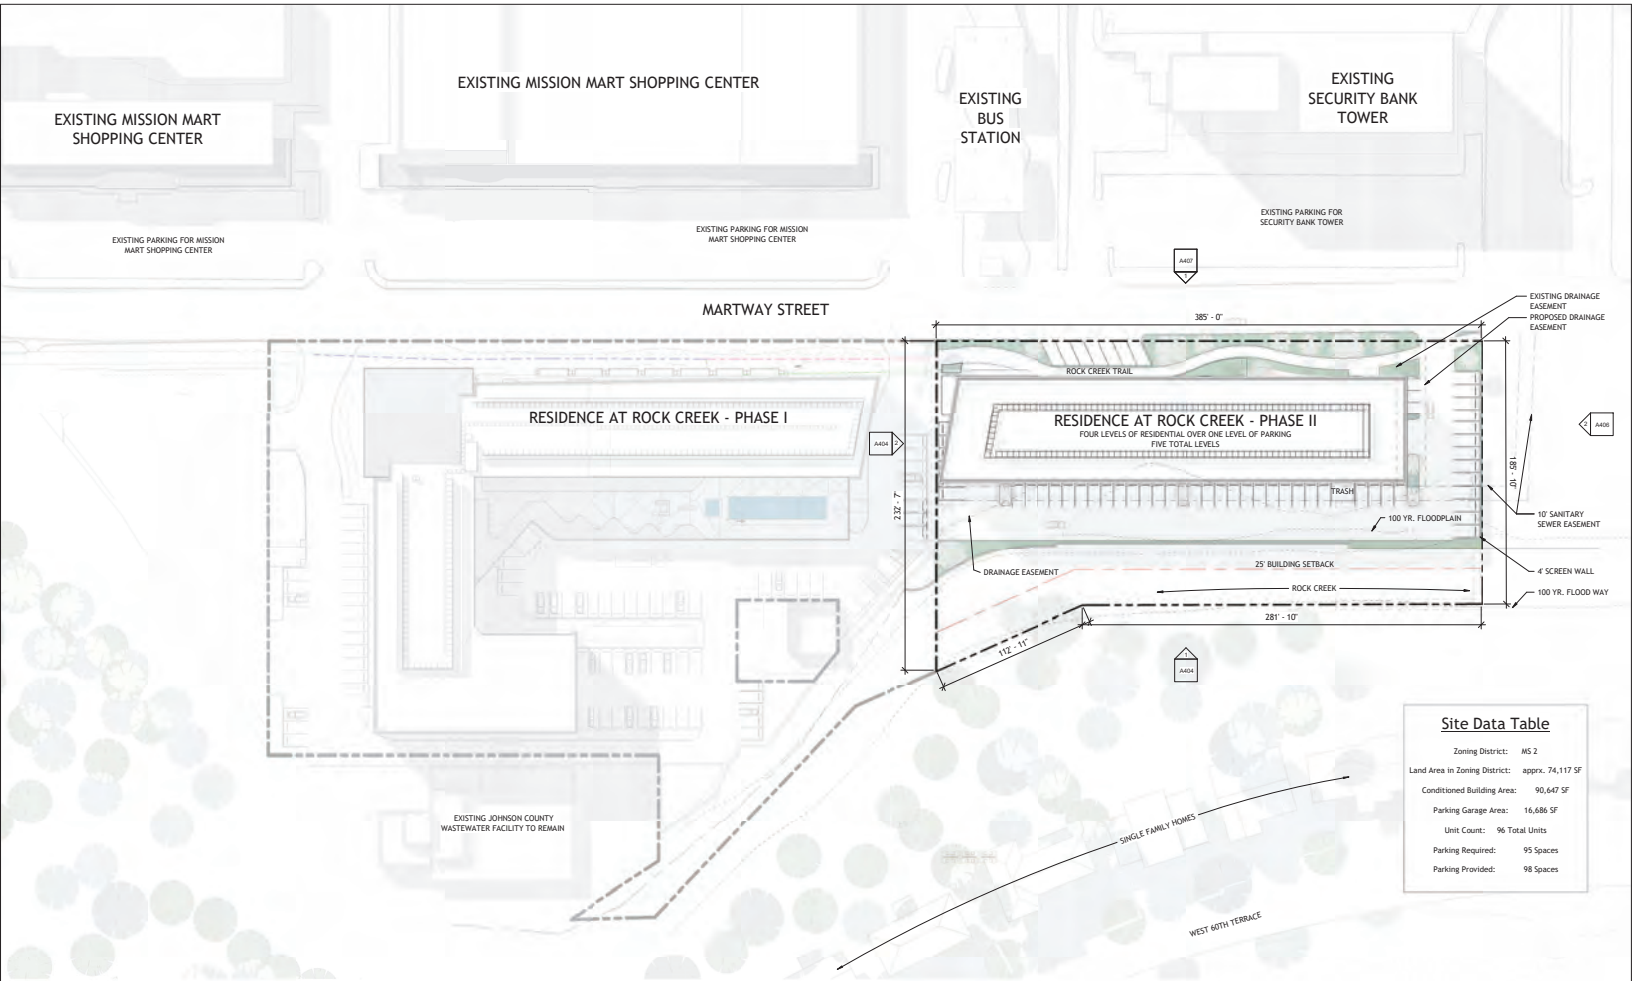 EXISTING MISSION MART SHOPPING CENTER
EXISTING
SECURITY BANK
TOWER
EXISTING
BUS
STATION
EXISTING MISSION MART
SHOPPING CENTER
EXISTING PARKING FOR
SECURITY BANK TOWER
EXISTING PARKING FOR MISSION
MART SHOPPING CENTER
EXISTING PARKING FOR MISSION
MART SHOPPING CENTER
A407
1
MARTWAY STREET
385' - 0"
EXISTING DRAINAGE
EASEMENT
PROPOSED DRAINAGE
EASEMENT
ROCK CREEK TRAIL
RESIDENCE AT ROCK CREEK - PHASE I
RESIDENCE AT ROCK CREEK - PHASE II
FOUR LEVELS OF RESIDENTIAL OVER ONE LEVEL OF PARKING
FIVE TOTAL LEVELS
A404 2
2 A406
185' - 10"
232' - 7"
TRASH
100 YR. FLOODPLAIN
10' SANITARY
SEWER EASEMENT
DRAINAGE EASEMENT
25' BUILDING SETBACK
4' SCREEN WALL
ROCK CREEK
100 YR. FLOOD WAY
281' - 10"
112' - 11"
1
A404
Site Data Table
Zoning District: MS 2
Land Area in Zoning District: apprx. 74,117 SF
Conditioned Building Area: 90,647 SF
Parking Garage Area: 16,686 SF
Unit Count: 96 Total Units
Parking Required: 95 Spaces
Parking Provided: 98 Spaces
EXISTING JOHNSON COUNTY
WASTEWATER FACILITY TO REMAIN
SINGLE FAMILY HOMES
WEST 60TH TERRACE